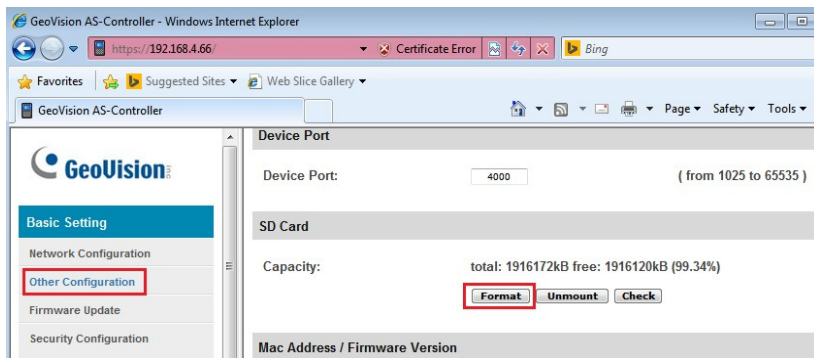 GeoVision AS-Controller - Windows Internet Explorer
https://192.168.4.66/ Certificate Error Bing
Favorites Suggested Sites Web Slice Gallery
GeoVision AS-Controller Page Safety Tools
Device Port
GeoVision
Device Port: 4000 ( from 1025 to 65535 )
Basic Setting
SD Card
Network Configuration
Capacity: total: 1916172kB free: 1916120kB (99.34%)
Other Configuration
Format Unmount Check
Firmware Update
Security Configuration
Mac Address / Firmware Version